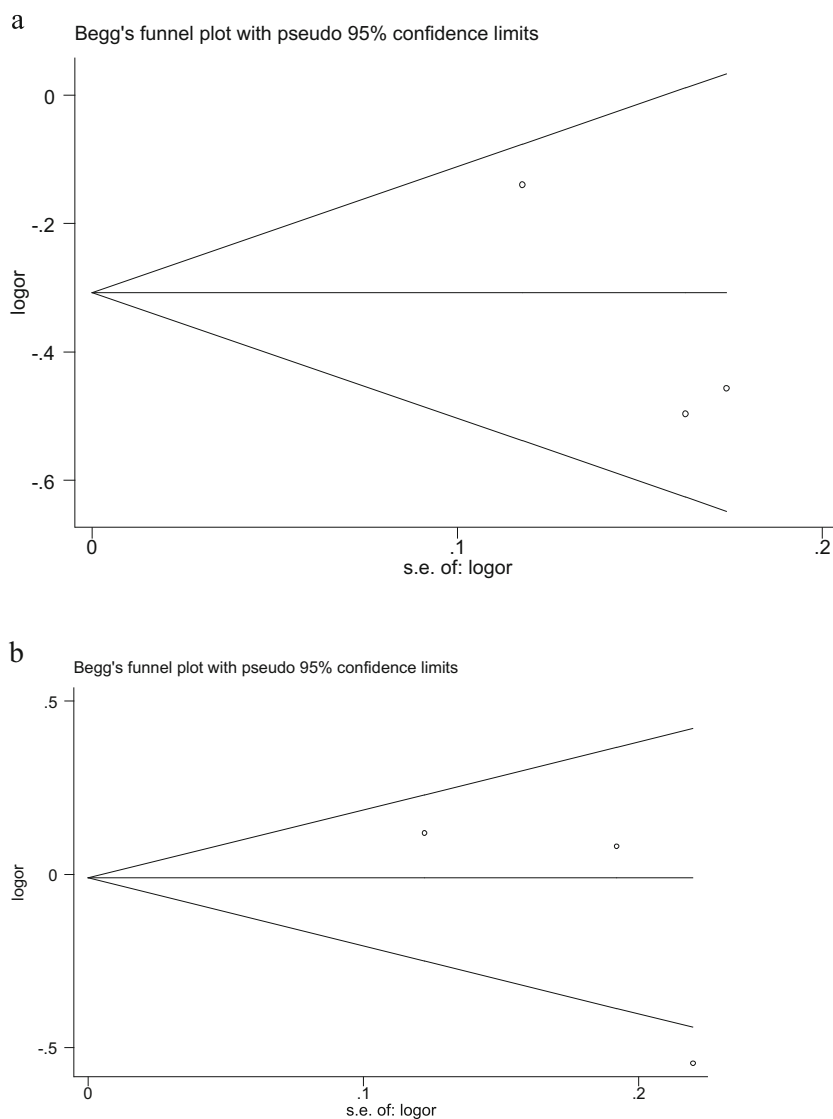 a
Begg's funnel plot with pseudo 95% confidence limits
0
-.2
-.4
-.6
logor
0
.1
.2
s.e. of: logor
b
Begg's funnel plot with pseudo 95% confidence limits
.5
0
-.5
logor
0
.1
.2
s.e. of: logor